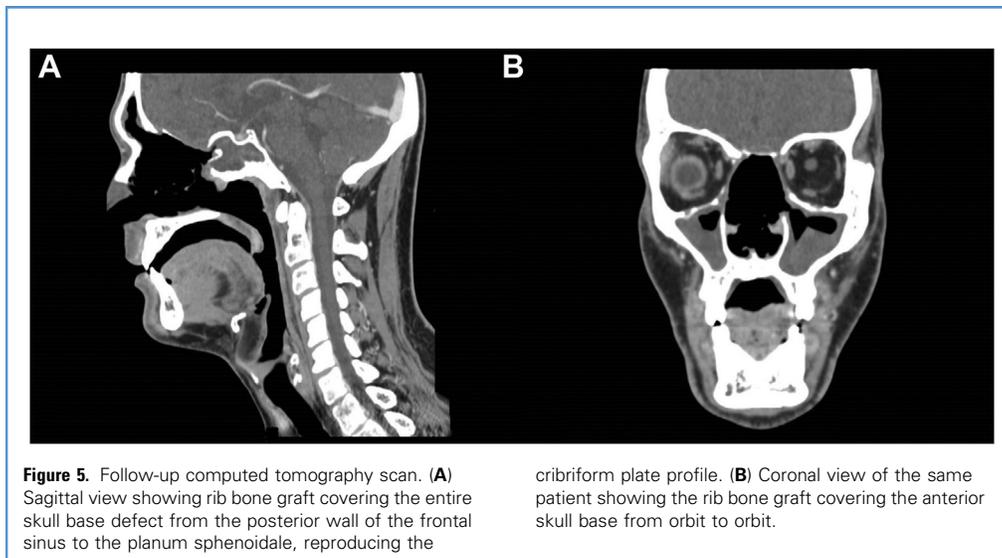 A
B
Figure 5. Follow-up computed tomography scan. (A)
Sagittal view showing rib bone graft covering the entire
skull base defect from the posterior wall of the frontal
sinus to the planum sphenoidale, reproducing the
cribriform plate profile. (B) Coronal view of the same
patient showing the rib bone graft covering the anterior
skull base from orbit to orbit.